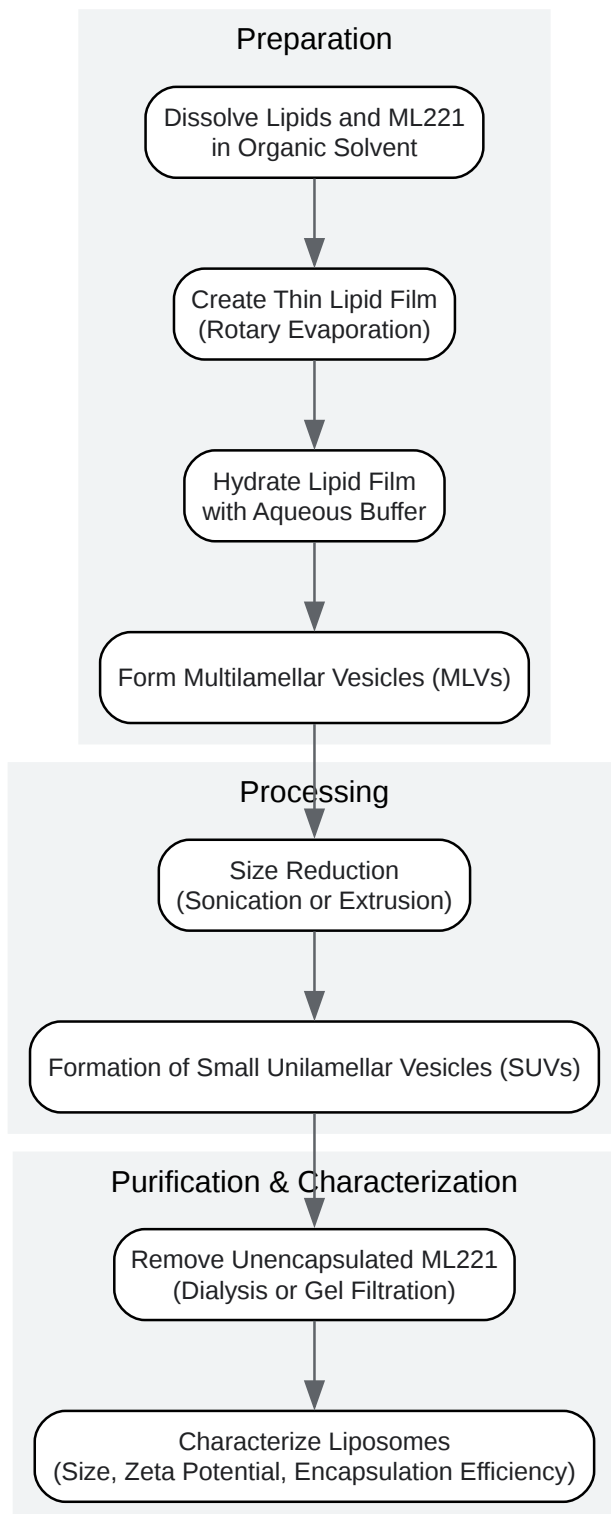 Preparation
Dissolve Lipids and ML221
in Organic Solvent
Create Thin Lipid Film
(Rotary Evaporation)
Hydrate Lipid Film
with Aqueous Buffer
Form Multilamellar Vesicles (MLVs)
Processing
Size Reduction
(Sonication or Extrusion)
Formation of Small Unilamellar Vesicles (SUVs)
Purification & Characterization
Remove Unencapsulated ML221
(Dialysis or Gel Filtration)
Characterize Liposomes
(Size, Zeta Potential, Encapsulation Efficiency)